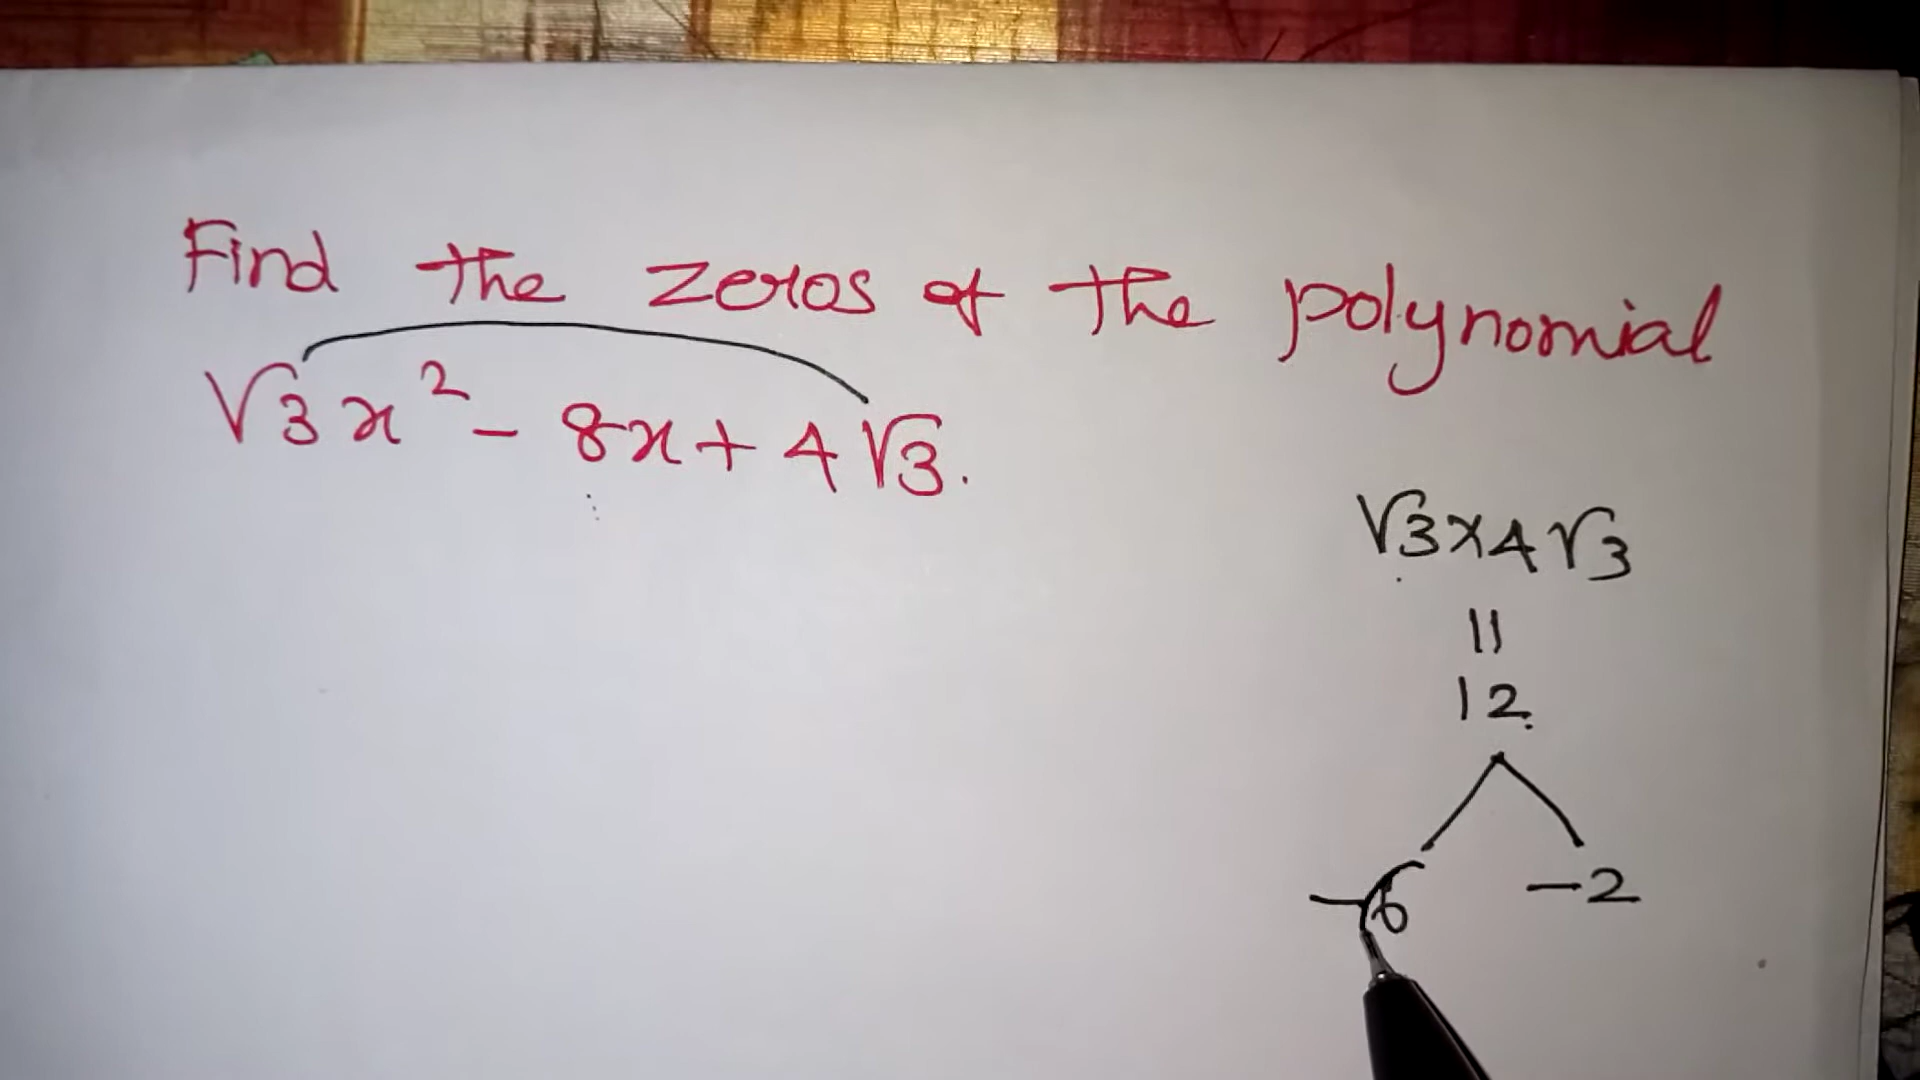 Find the zeros of the polynomial
√3x² - 8x + 4√3.
√3×4√3
||
12
-6 -2